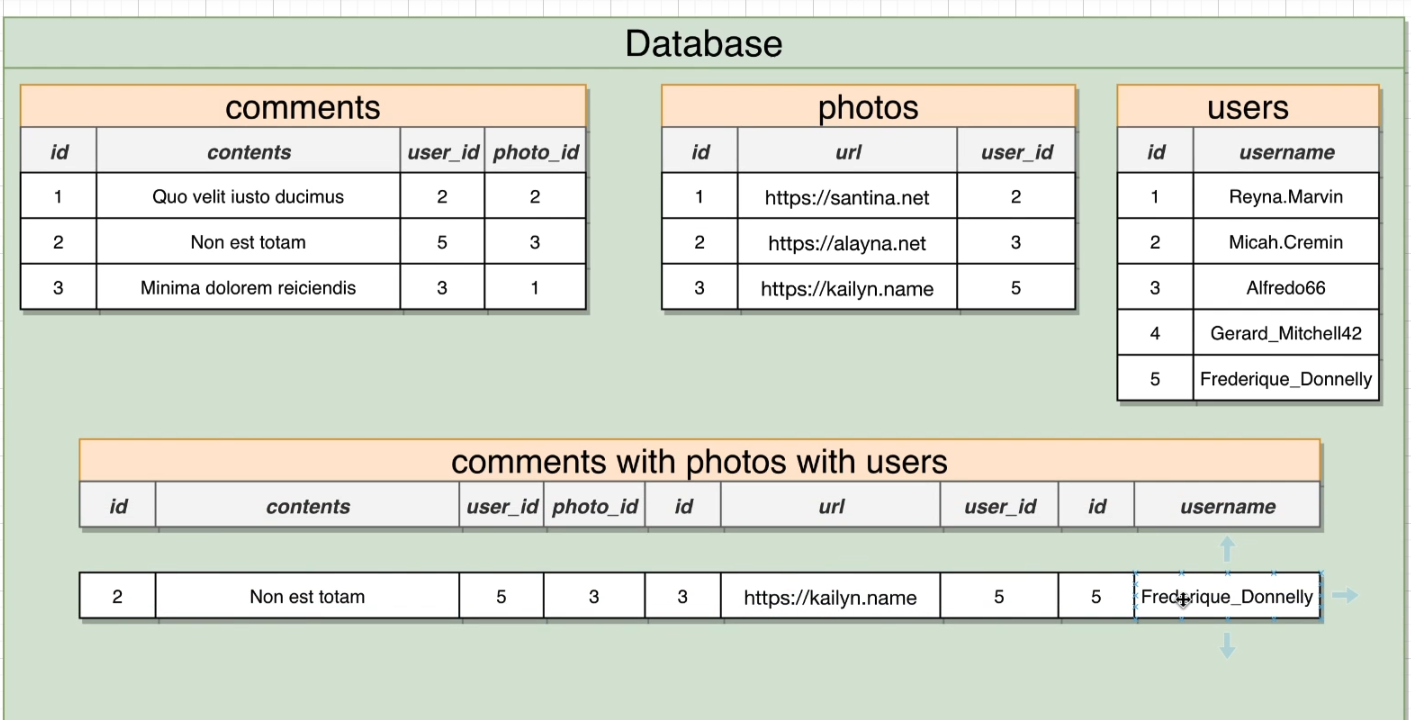 Database
comments photos users
id contents user_id photo_id id url user_id id username
1 Quo velit iusto ducimus 2 2 1 https://santina.net 2 1 Reyna.Marvin
2 Non est totam 5 3 2 https://alayna.net 3 2 Micah.Cremin
3 Minima dolorem reiciendis 3 1 3 https://kailyn.name 5 3 Alfredo66
4 Gerard_Mitchell42
5 Frederique_Donnelly
comments with photos with users
id contents user_id photo_id id url user_id id username
2 Non est totam 5 3 3 https://kailyn.name 5 5 Frederique_Donnelly